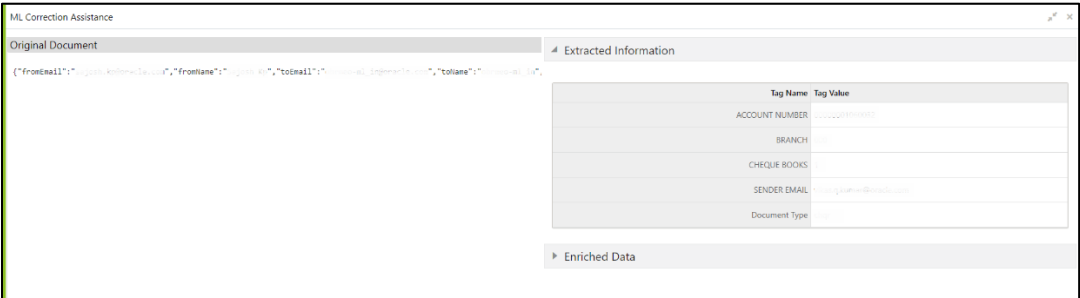 ML Correction Assistance
Original Document
{"fromEmail":" ","fromName":" ","toEmail":" ","toName":" ",
Extracted Information
Tag Name Tag Value
ACCOUNT NUMBER
BRANCH
CHEQUE BOOKS
SENDER EMAIL
Document Type
Enriched Data